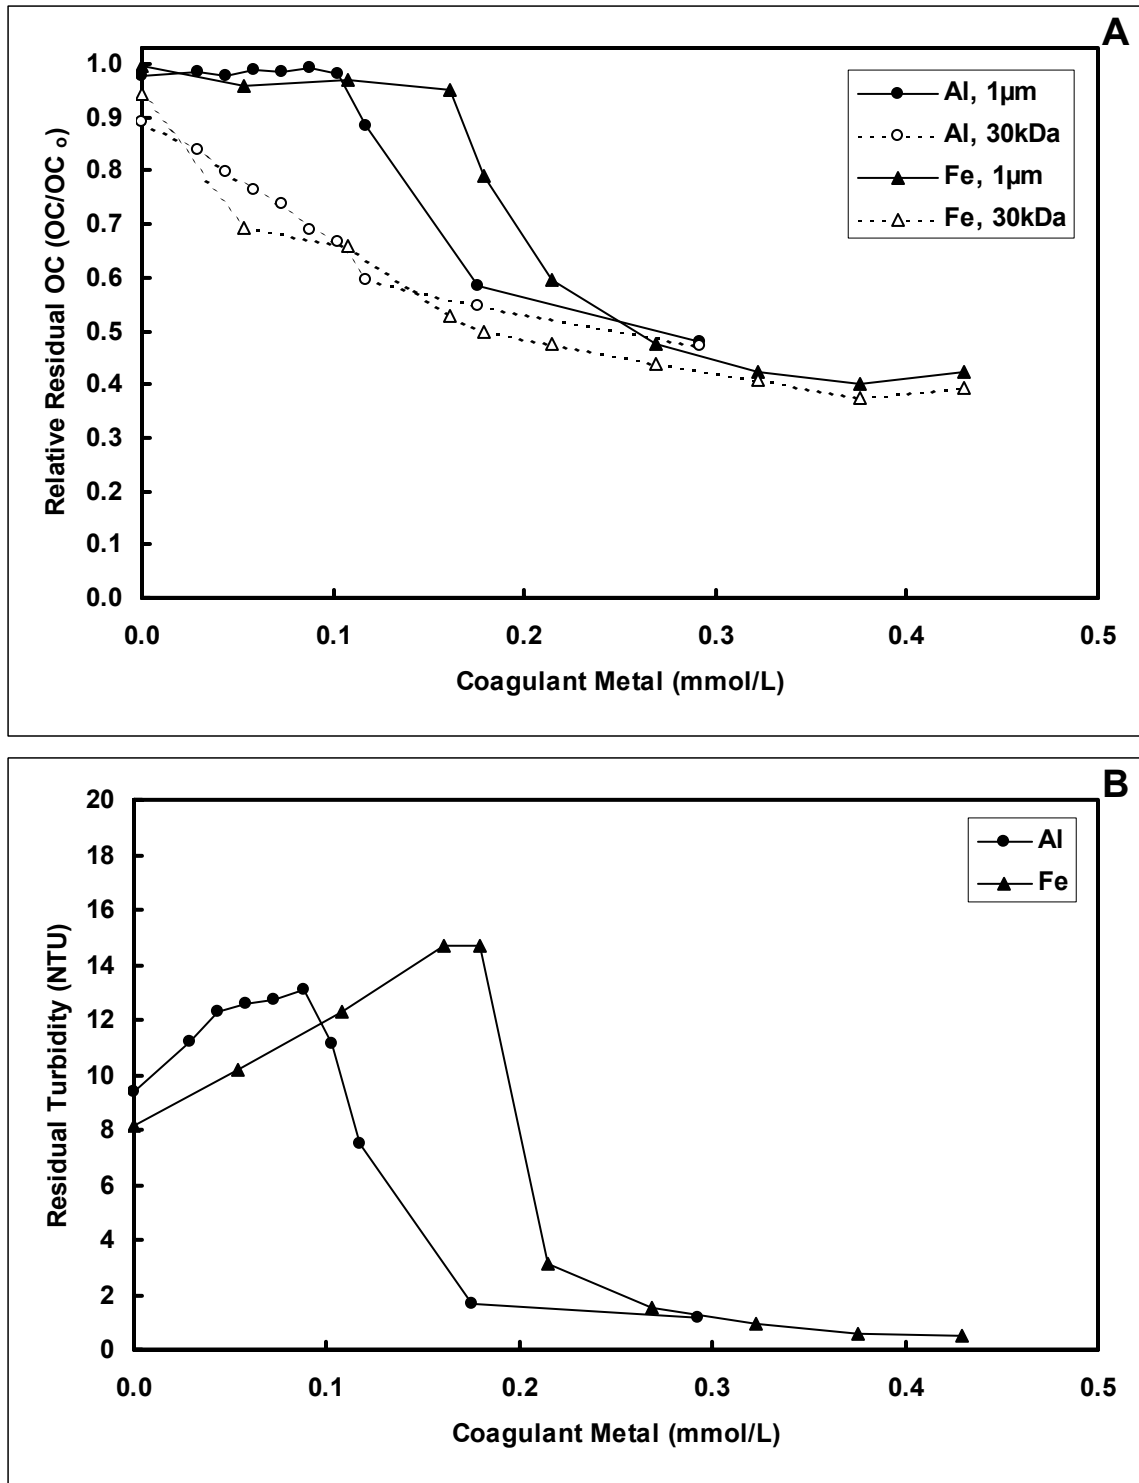 A
Relative Residual OC (OC/OC o)
1.0
0.9
0.8
0.7
0.6
0.5
0.4
0.3
0.2
0.1
0.0
Al, 1µm
Al, 30kDa
Fe, 1µm
Fe, 30kDa
0.0 0.1 0.2 0.3 0.4 0.5
Coagulant Metal (mmol/L)
B
Residual Turbidity (NTU)
20
18
16
14
12
10
8
6
4
2
0
Al
Fe
0.0 0.1 0.2 0.3 0.4 0.5
Coagulant Metal (mmol/L)